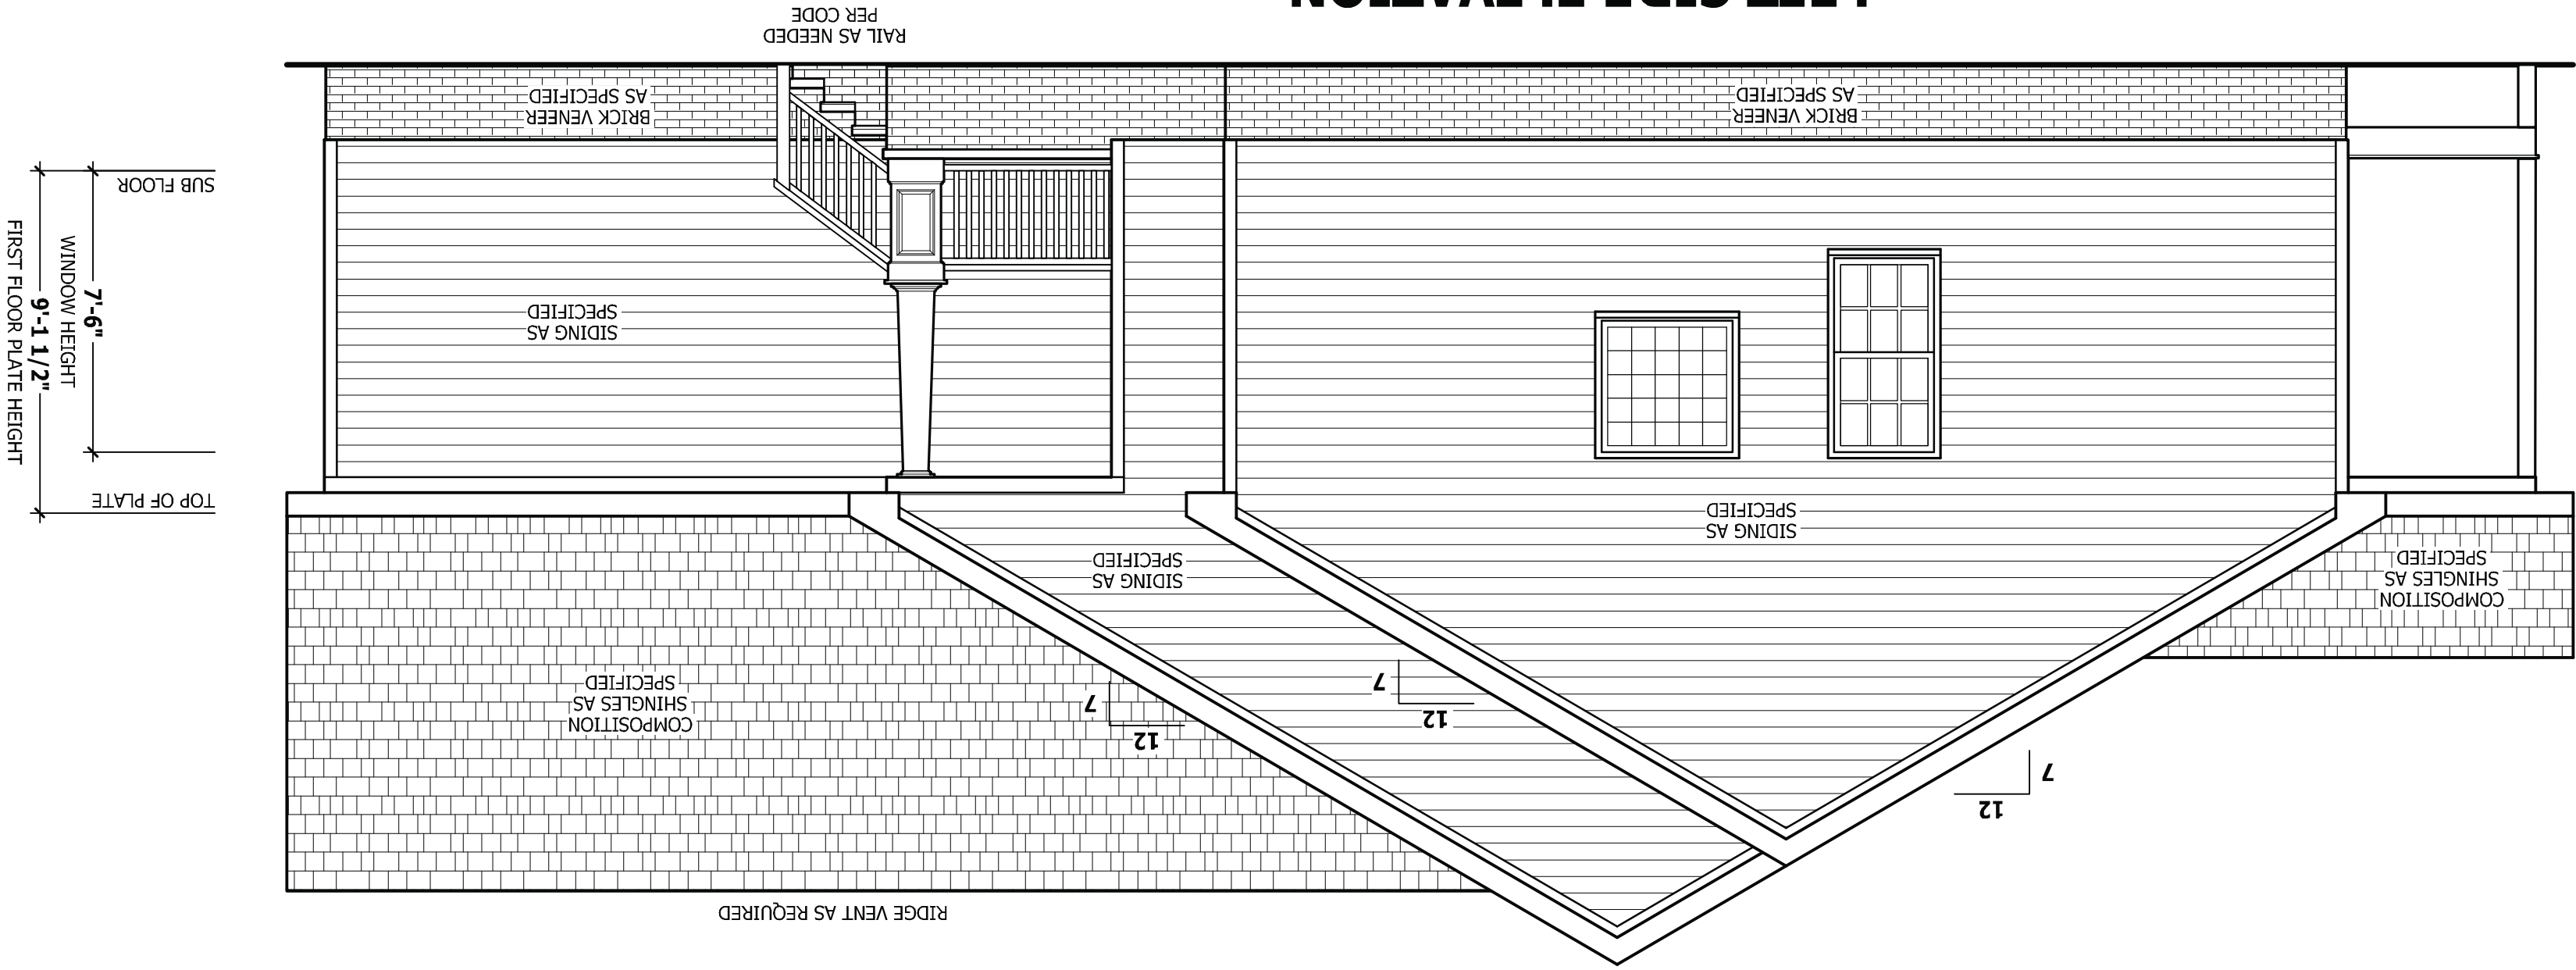 RIDGE VENT AS REQUIRED
12
7
12
7
12
7
COMPOSITION
SHINGLES AS
SPECIFIED
COMPOSITION
SHINGLES AS
SPECIFIED
SIDING AS
SPECIFIED
SIDING AS
SPECIFIED
TOP OF PLATE
SIDING AS
SPECIFIED
7'-6"
WINDOW HEIGHT
9'-1 1/2"
FIRST FLOOR PLATE HEIGHT
SUB FLOOR
BRICK VENEER
AS SPECIFIED
BRICK VENEER
AS SPECIFIED
RAIL AS NEEDED
PER CODE
LEFT SIDE ELEVATION